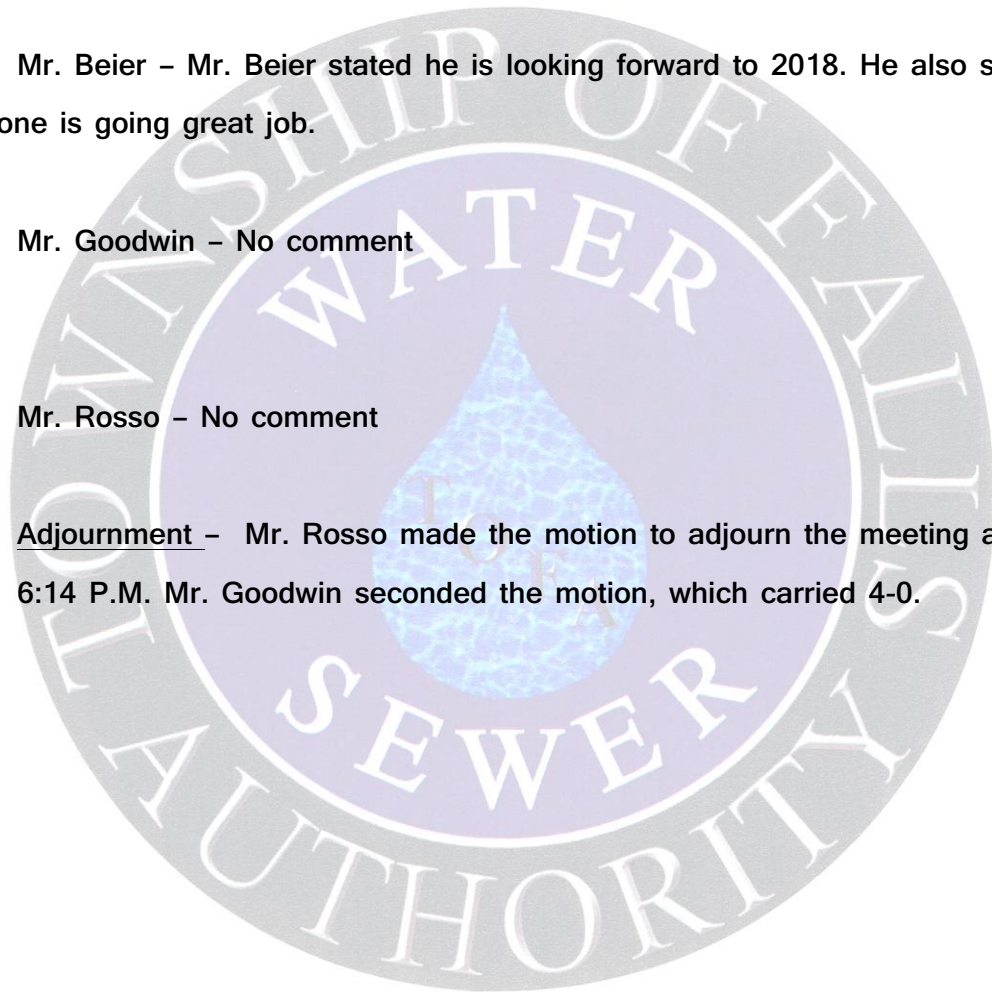 Mr. Beier – Mr. Beier stated he is looking forward to 2018. He also s
one is going great job.
Mr. Goodwin – No comment
Mr. Rosso – No comment
Adjournment – Mr. Rosso made the motion to adjourn the meeting a
6:14 P.M. Mr. Goodwin seconded the motion, which carried 4-0.
TOWNSHIP OF FALLS
WATER
TOFA
SEWER
AUTHORITY